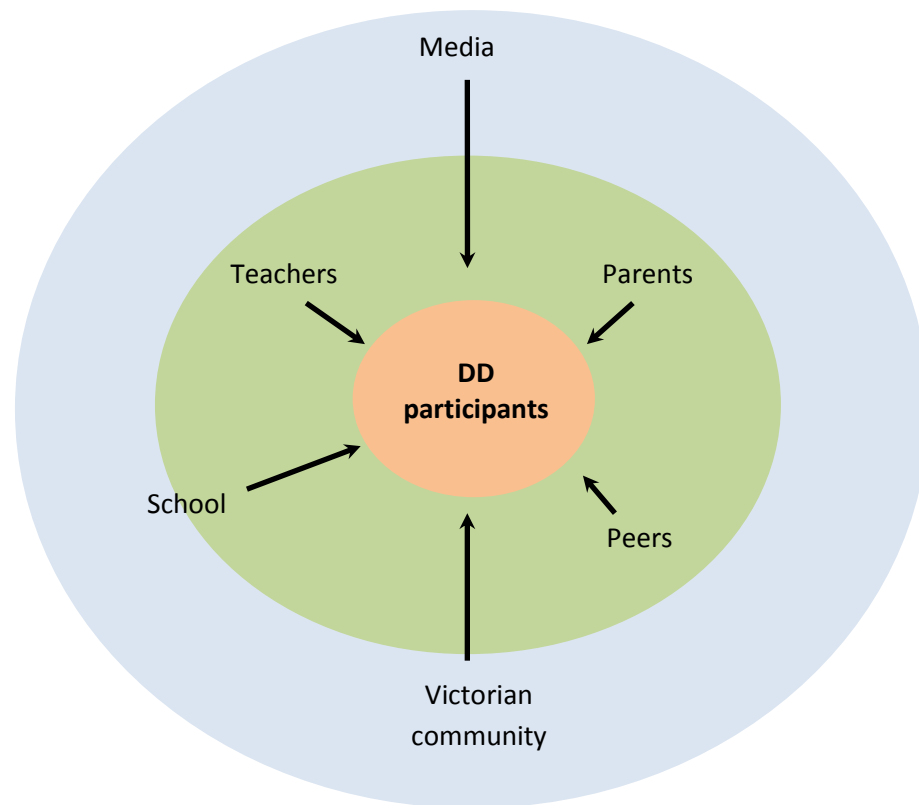 Media
Teachers
Parents
DD
participants
School
Peers
Victorian
community